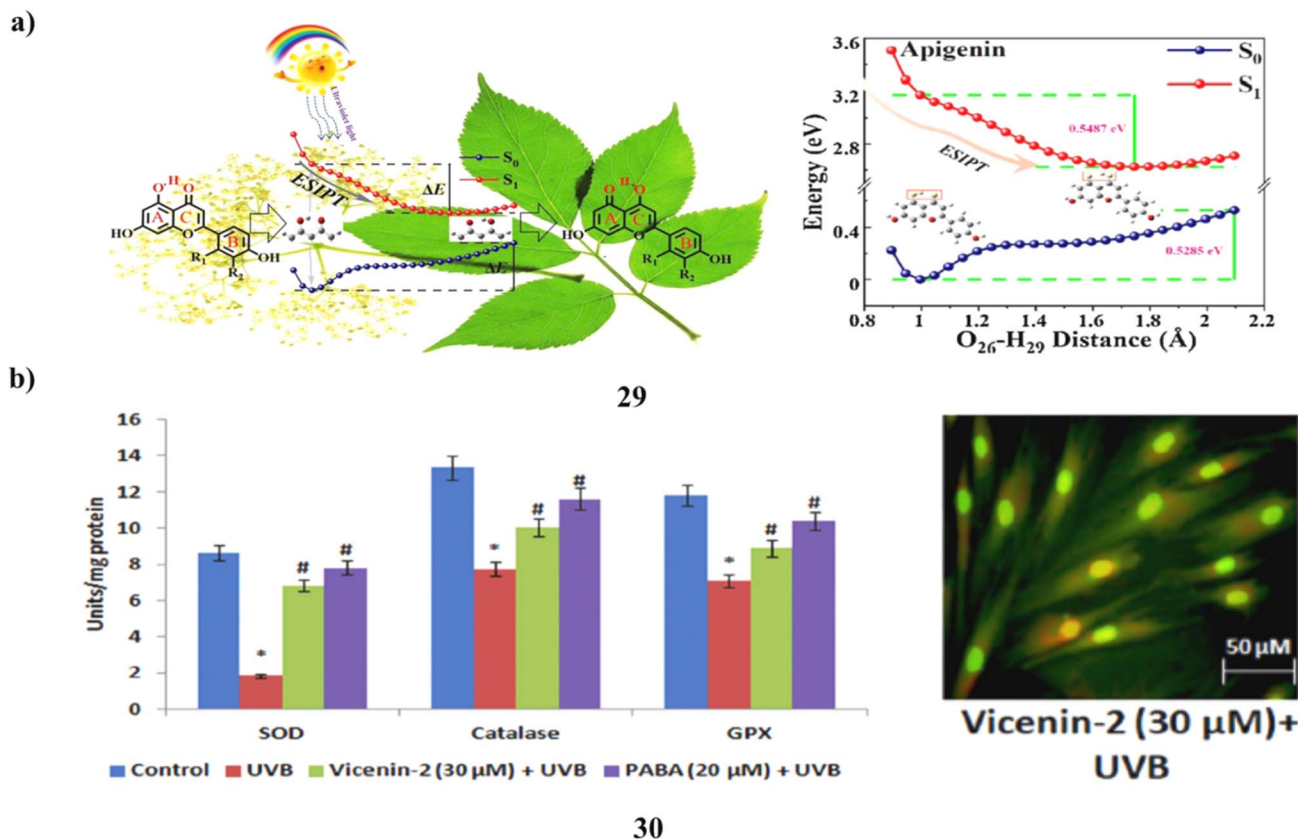 a)
Ultraviolet light
S₀
S₁
ESIPT
ΔE
ΔE
O H O
A C
HO O
B
OH
R₁
R₂
O H O
A C
HO O
B
OH
R₁
R₂
Apigenin
S₀
S₁
3.6
3.2
2.8
0.4
0
Energy (eV)
0.5487 eV
ESIPT
0.5285 eV
0.8 1 1.2 1.4 1.6 1.8 2 2.2
O₂₆-H₂₉ Distance (Å)
b)
29
16
14
12
10
8
6
4
2
0
Units/mg protein
* # #
* # #
* # #
SOD Catalase GPX
Control UVB Vicenin-2 (30 µM) + UVB PABA (20 µM) + UVB
50 µM
Vicenin-2 (30 µM)+
UVB
30